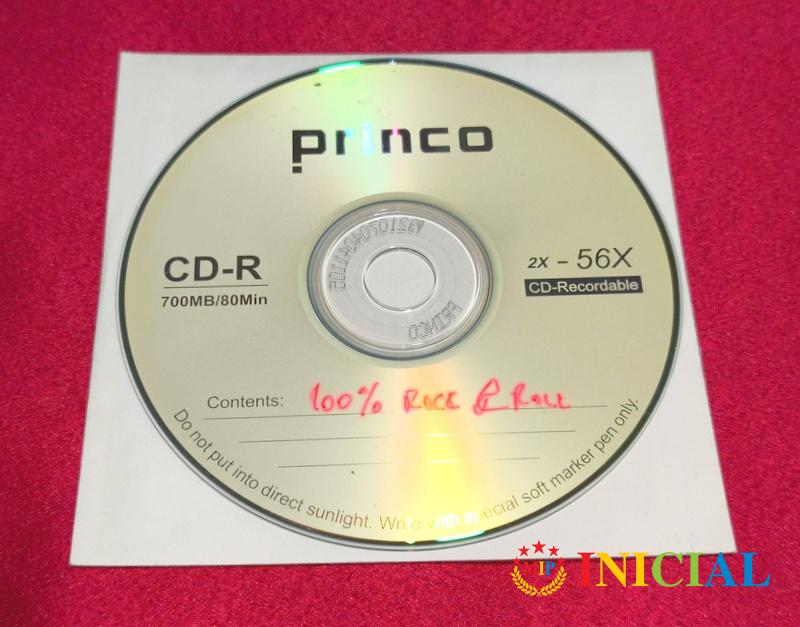 princo
CD-R
700MB/80Min
2X - 56X
CD-Recordable
PRINCO
Contents: 100% ROCK & ROLL
Do not put into direct sunlight. Write with special soft marker pen only.
VIP INICIAL